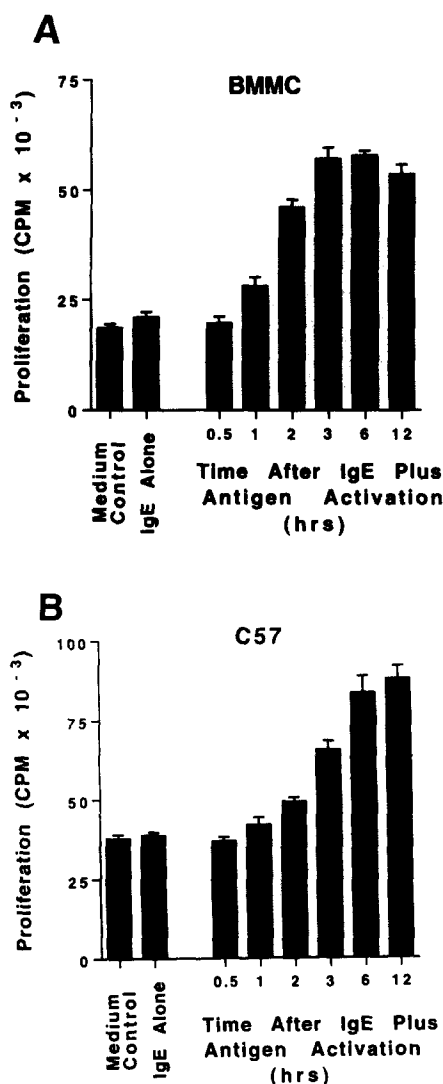 A
BMMC
Proliferation (CPM x 10 -3)
75
50
25
0
Medium
Control
IgE Alone
0.5 1 2 3 6 12
Time After IgE Plus
Antigen Activation
(hrs)
B
C57
Proliferation (CPM x 10 -3)
100
75
50
25
0
Medium
Control
IgE Alone
0.5 1 2 3 6 12
Time After IgE Plus
Antigen Activation
(hrs)